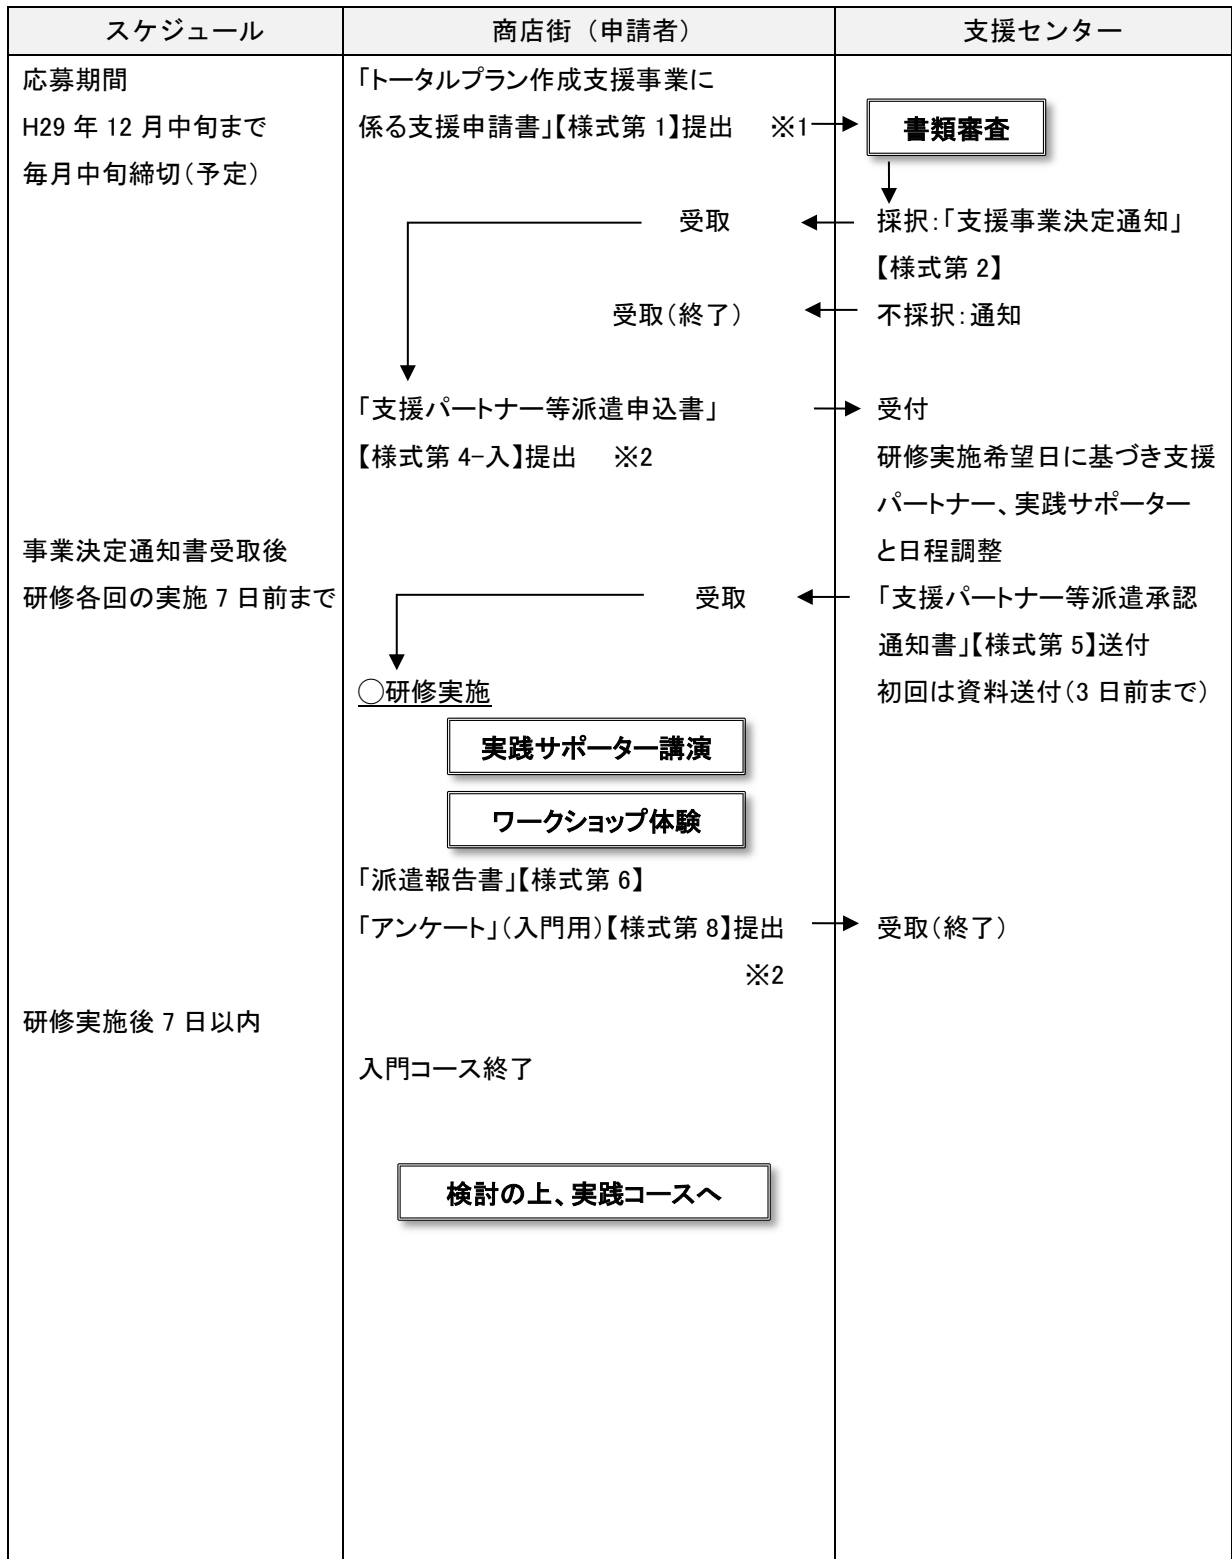 スケジュール
商店街（申請者）
支援センター
応募期間
「トータルプラン作成支援事業に
H29 年 12 月中旬まで
係る支援申請書」【様式第 1】提出　※1
書類審査
毎月中旬締切（予定）
受取
採択：「支援事業決定通知」
【様式第 2】
受取（終了）
不採択：通知
「支援パートナー等派遣申込書」
受付
【様式第 4-入】提出　※2
研修実施希望日に基づき支援
パートナー、実践サポーター
事業決定通知書受取後
と日程調整
研修各回の実施 7 日前まで
受取
「支援パートナー等派遣承認
通知書」【様式第 5】送付
○研修実施
初回は資料送付（3 日前まで）
実践サポーター講演
ワークショップ体験
「派遣報告書」【様式第 6】
「アンケート」（入門用）【様式第 8】提出
受取（終了）
※2
研修実施後 7 日以内
入門コース終了
検討の上、実践コースへ